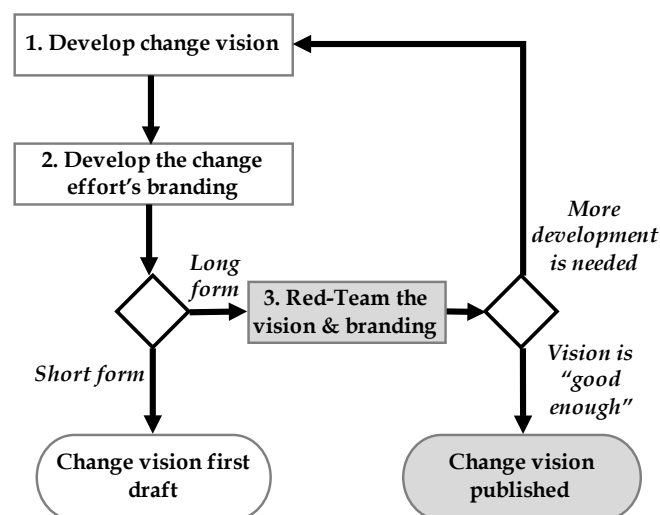 1. Develop change vision
2. Develop the change
effort’s branding
Long
form
3. Red-Team the
vision & branding
More
development
is needed
Short form
Vision is
“good
enough”
Change vision first
draft
Change vision
published